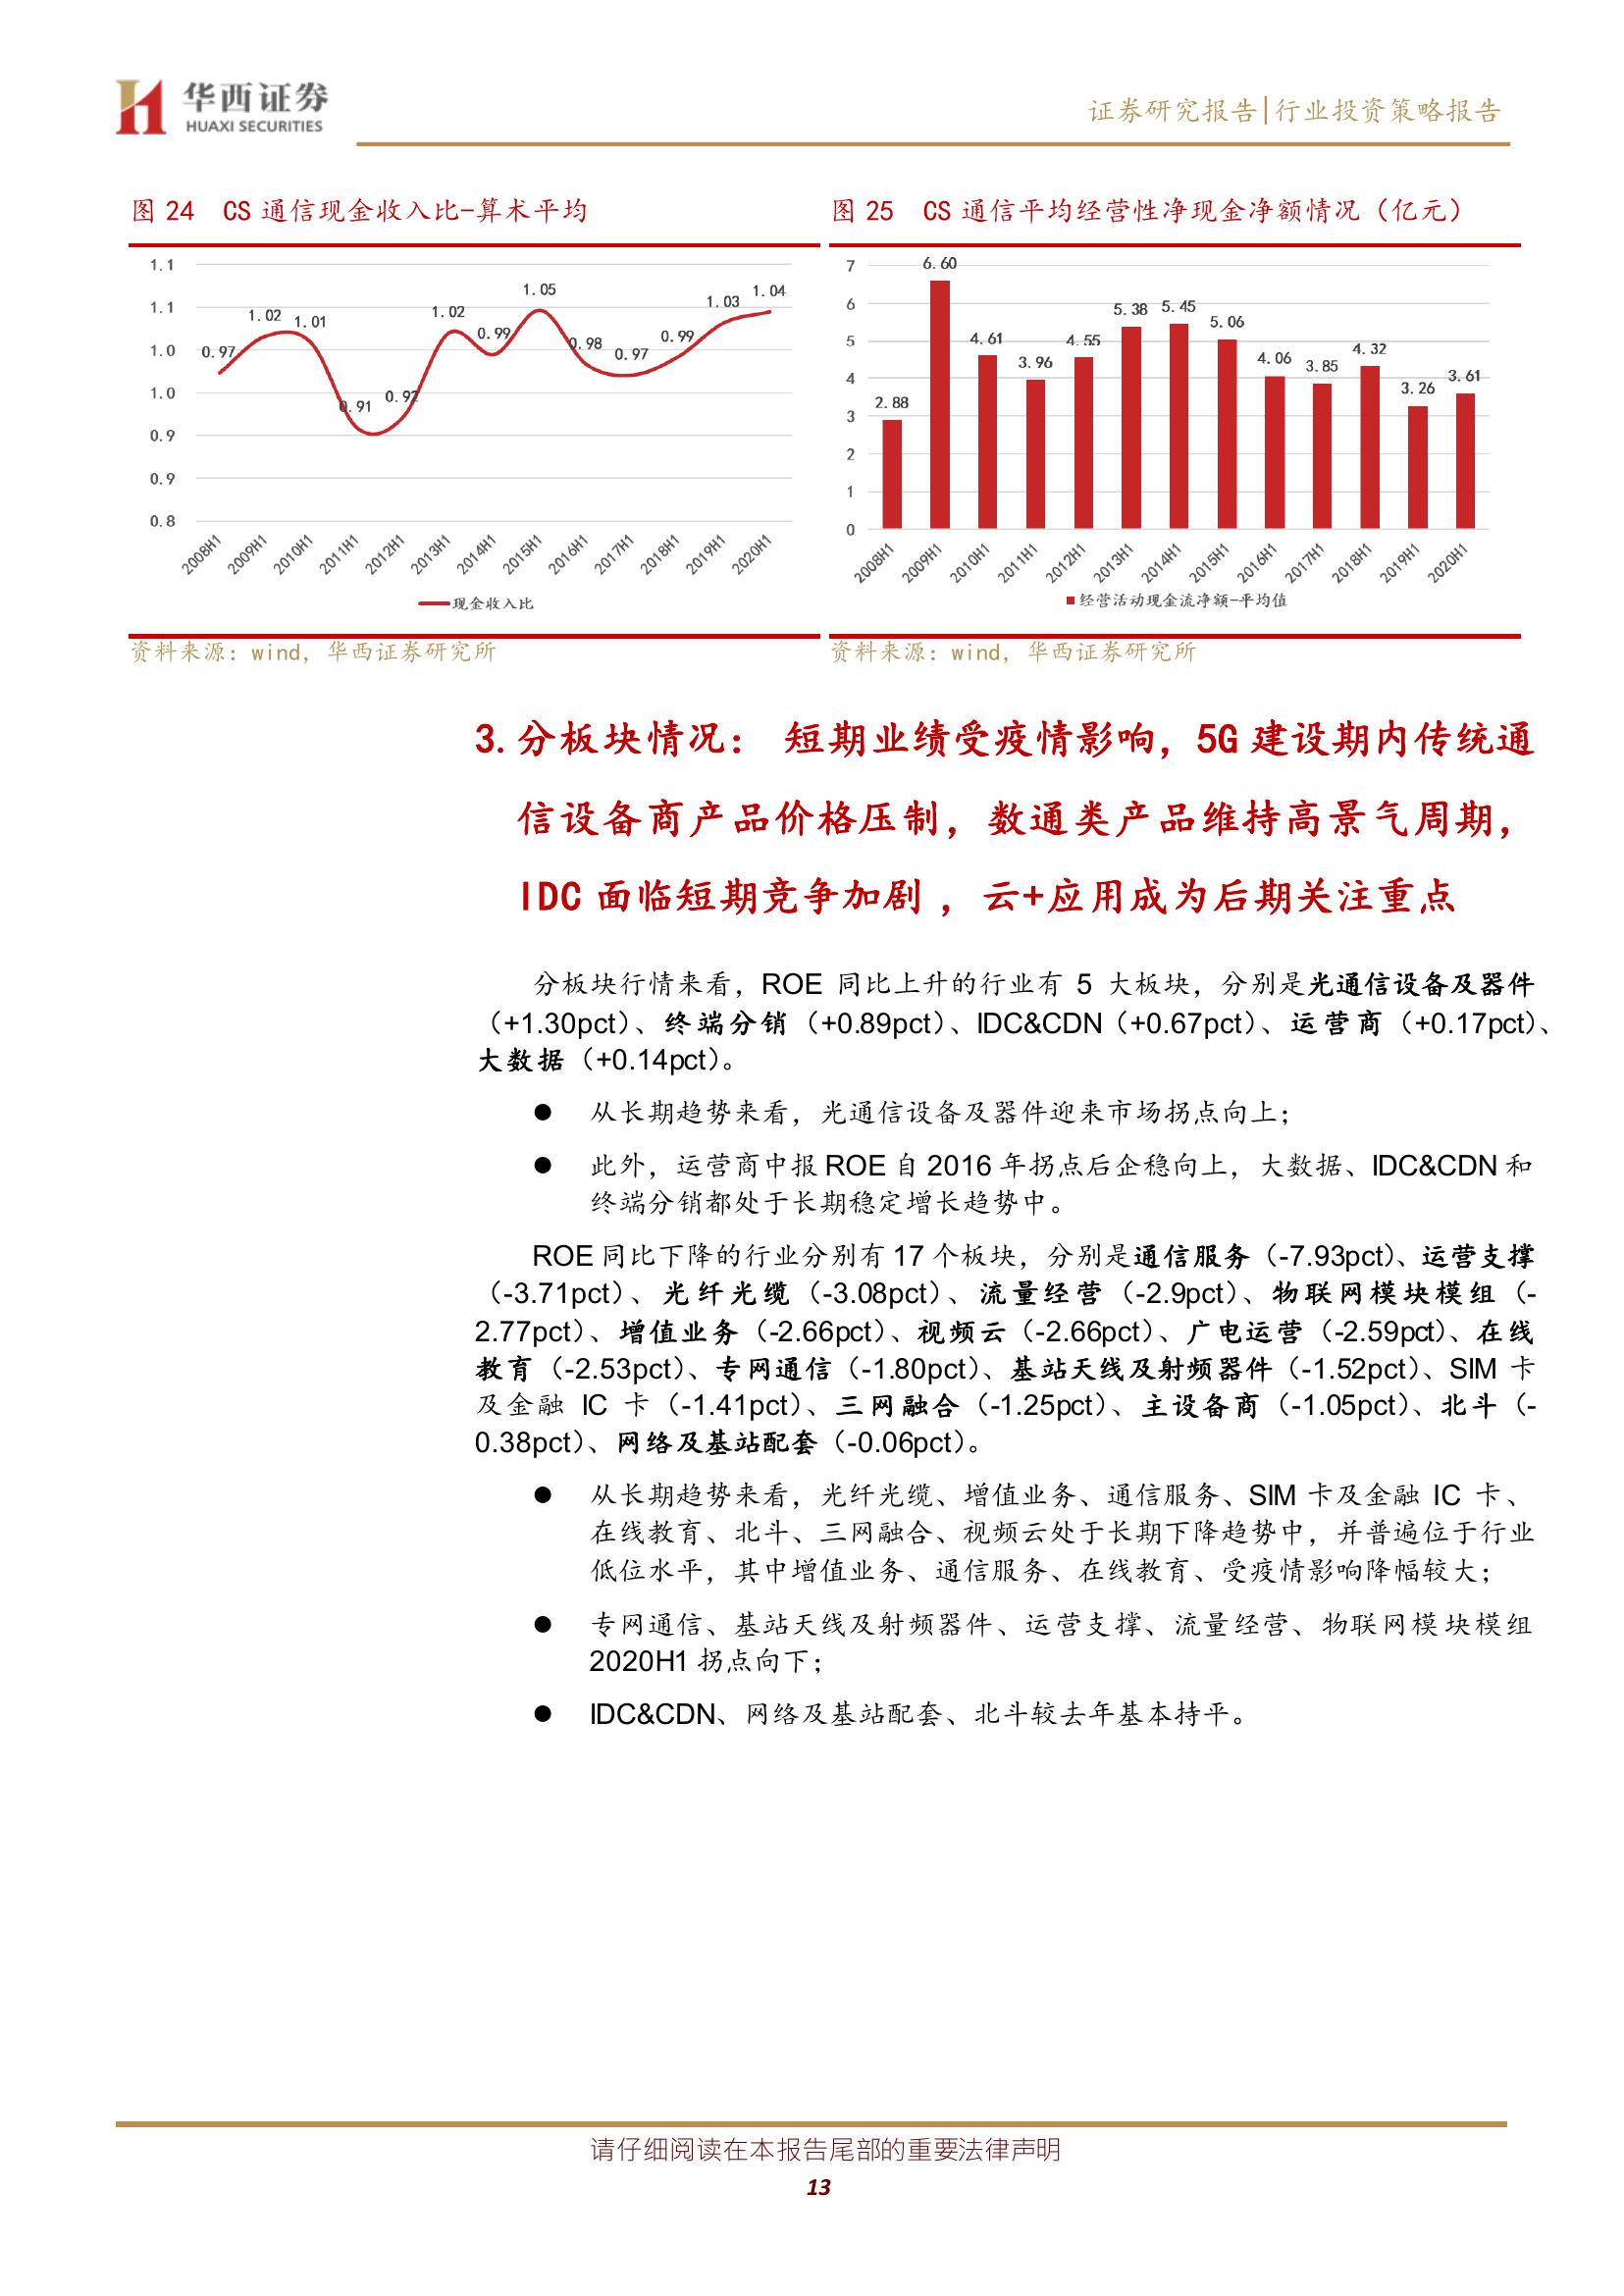 华西证券
HUAXI SECURITIES
证券研究报告|行业投资策略报告
图 24 CS 通信现金收入比-算术平均
1.1
1.1
1.0
1.0
0.9
0.9
0.8
0.97
1.02
1.01
0.91
0.92
1.02
0.99
1.05
0.98
0.97
0.99
1.03
1.04
2008H1
2009H1
2010H1
2011H1
2012H1
2013H1
2014H1
2015H1
2016H1
2017H1
2018H1
2019H1
2020H1
现金收入比
资料来源：wind，华西证券研究所
图 25 CS 通信平均经营性净现金净额情况（亿元）
7
6
5
4
3
2
1
0
2.88
6.60
4.61
3.96
4.55
5.38
5.45
5.06
4.06
3.85
4.32
3.26
3.61
2008H1
2009H1
2010H1
2011H1
2012H1
2013H1
2014H1
2015H1
2016H1
2017H1
2018H1
2019H1
2020H1
经营活动现金流净额-平均值
资料来源：wind，华西证券研究所
3. 分板块情况： 短期业绩受疫情影响，5G 建设期内传统通
信设备商产品价格压制，数通类产品维持高景气周期，
IDC 面临短期竞争加剧 ，云+应用成为后期关注重点
分板块行情来看，ROE 同比上升的行业有 5 大板块，分别是光通信设备及器件
（+1.30pct）、终端分销（+0.89pct）、IDC&CDN（+0.67pct）、运营商（+0.17pct）、
大数据（+0.14pct）。
● 从长期趋势来看，光通信设备及器件迎来市场拐点向上；
● 此外，运营商中报 ROE 自 2016 年拐点后企稳向上，大数据、IDC&CDN 和
终端分销都处于长期稳定增长趋势中。
ROE 同比下降的行业分别有 17 个板块，分别是通信服务（-7.93pct）、运营支撑
（-3.71pct）、光纤光缆（-3.08pct）、流量经营（-2.9pct）、物联网模块模组（-
2.77pct）、增值业务（-2.66pct）、视频云（-2.66pct）、广电运营（-2.59pct）、在线
教育（-2.53pct）、专网通信（-1.80pct）、基站天线及射频器件（-1.52pct）、SIM 卡
及金融 IC 卡（-1.41pct）、三网融合（-1.25pct）、主设备商（-1.05pct）、北斗（-
0.38pct）、网络及基站配套（-0.06pct）。
● 从长期趋势来看，光纤光缆、增值业务、通信服务、SIM 卡及金融 IC 卡、
在线教育、北斗、三网融合、视频云处于长期下降趋势中，并普遍位于行业
低位水平，其中增值业务、通信服务、在线教育、受疫情影响降幅较大；
● 专网通信、基站天线及射频器件、运营支撑、流量经营、物联网模块模组
2020H1 拐点向下；
● IDC&CDN、网络及基站配套、北斗较去年基本持平。
请仔细阅读在本报告尾部的重要法律声明
13